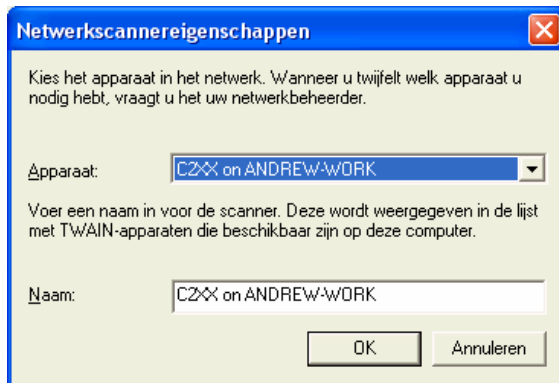 Netwerkscannereigenschappen
Kies het apparaat in het netwerk. Wanneer u twijfelt welk apparaat u
nodig hebt, vraagt u het uw netwerkbeheerder.
Apparaat: C2XX on ANDREW-WORK
Voer een naam in voor de scanner. Deze wordt weergegeven in de lijst
met TWAIN-apparaten die beschikbaar zijn op deze computer.
Naam: C2XX on ANDREW-WORK
OK Annuleren